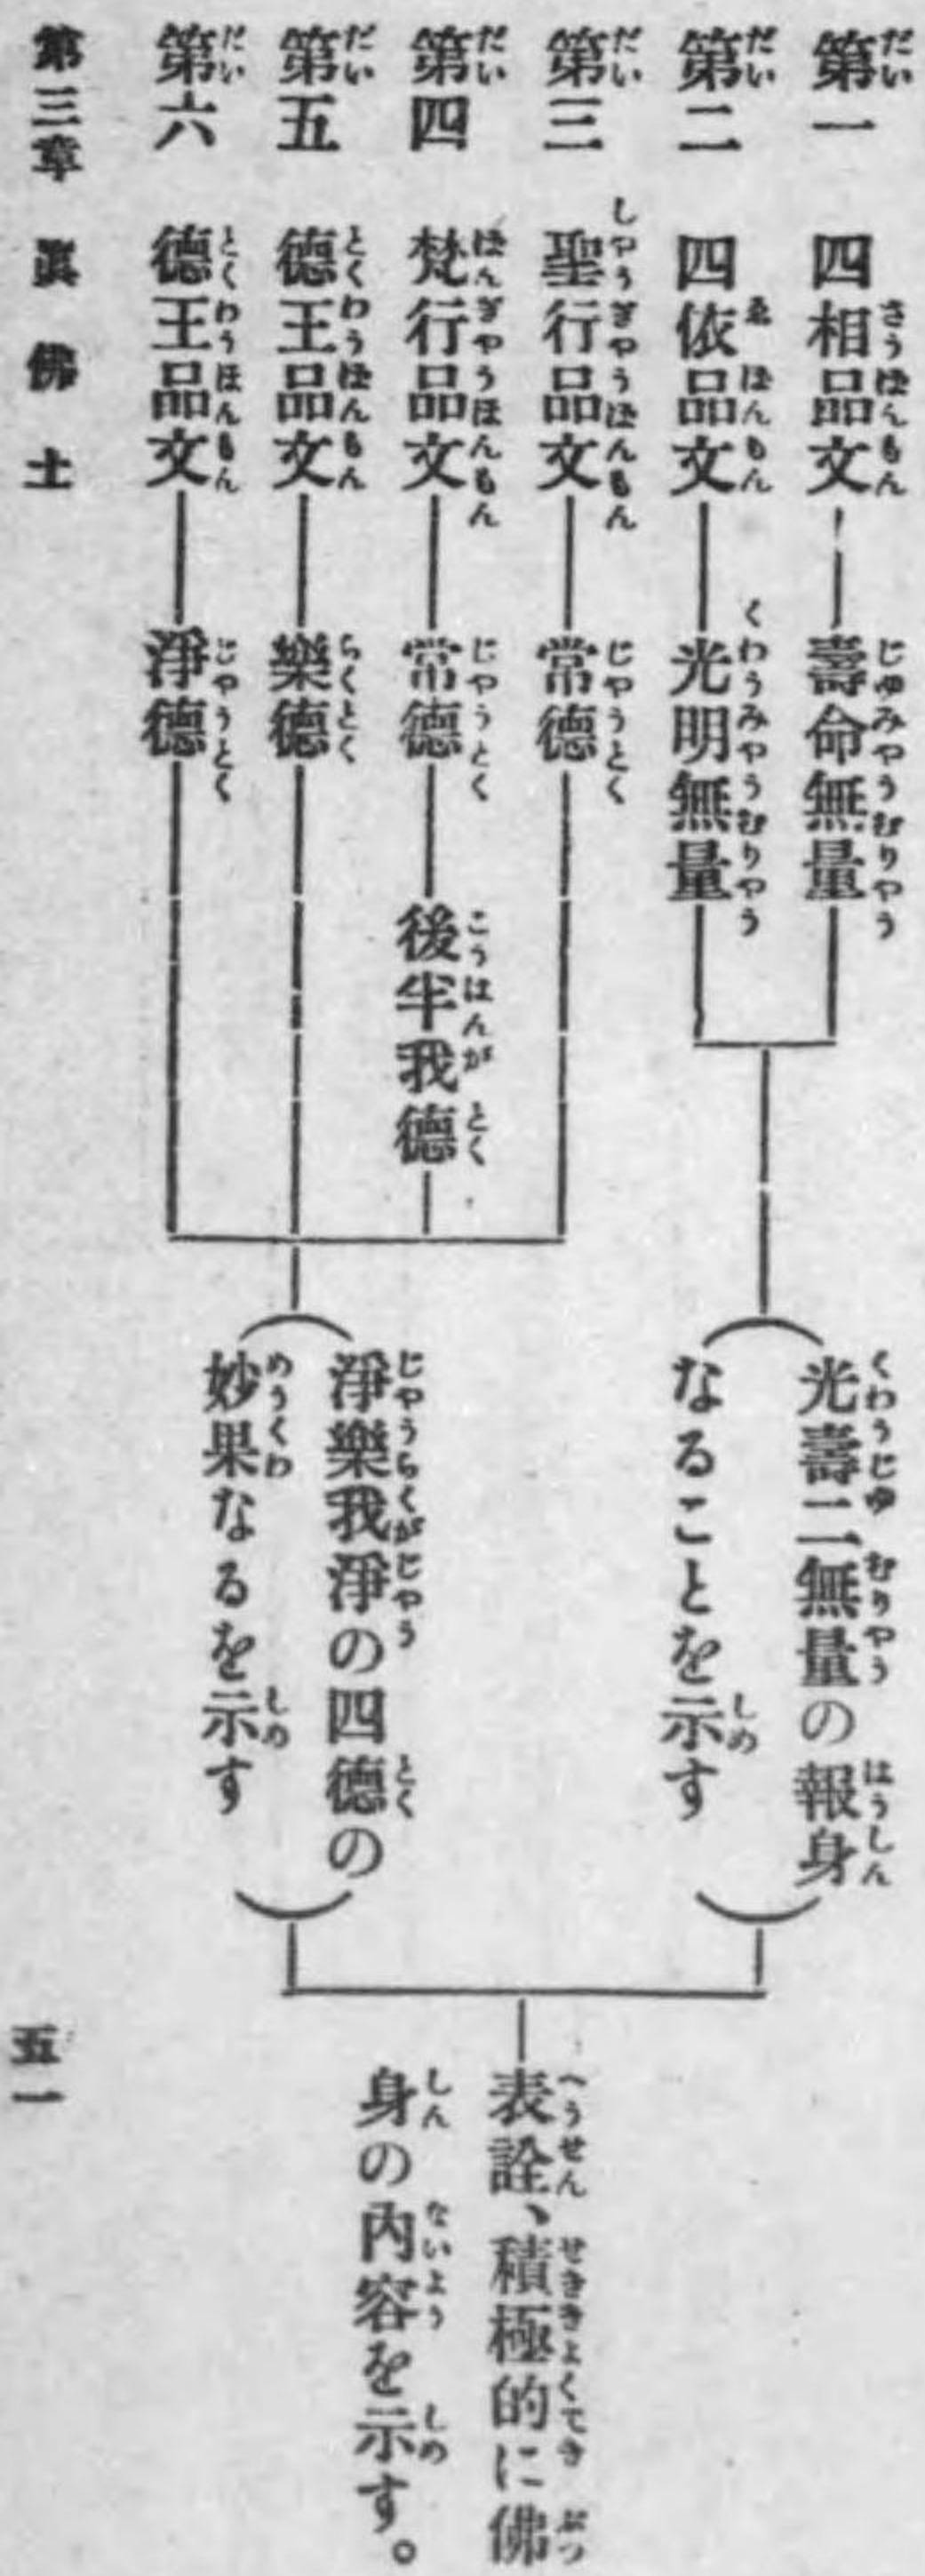 第一 四相品文 壽命無量
第二 四依品文 光明無量
光壽二無量の報身
なることを示す
第三 聖行品文 常德
第四 梵行品文 常德 後半我德
第五 德王品文 樂德
第六 德王品文 淨德
淨樂我淨の四德の
妙果なるを示す
表詮、積極的に佛
身の內容を示す。
第三章 眞佛土
五一